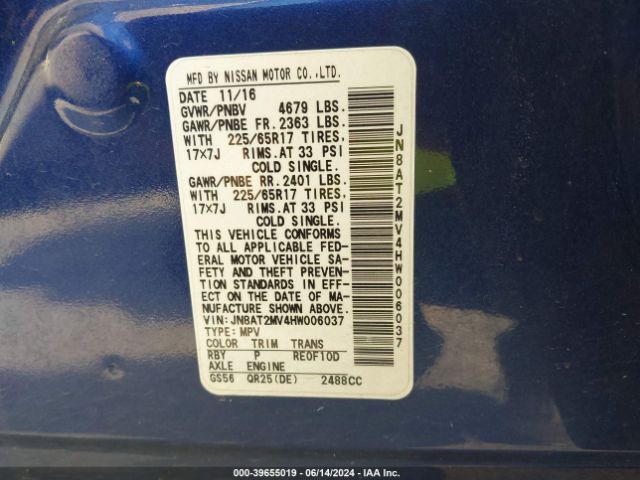 MFD BY NISSAN MOTOR CO.,LTD.
DATE 11/16
GVWR/PNBV 4679 LBS.
GAWR/PNBE FR. 2363 LBS.
WITH 225/65R17 TIRES,
17×7J RIMS.AT 33 PSI
COLD SINGLE.
GAWR/PNBE RR. 2401 LBS.
WITH 225/65R17 TIRES,
17×7J RIMS.AT 33 PSI
COLD SINGLE.
THIS VEHICLE CONFORMS
TO ALL APPLICABLE FED-
ERAL MOTOR VEHICLE SA-
FETY AND THEFT PREVEN-
TION STANDARDS IN EFF-
ECT ON THE DATE OF MA-
NUFACTURE SHOWN ABOVE.
VIN:JN8AT2MV4HW006037
TYPE:MPV
COLOR TRIM TRANS
RBY P RE0F10D
AXLE ENGINE
GS56 QR25(DE) 2488CC
JN8AT2MV4HW006037
000-39655019 - 06/14/2024 - IAA Inc.